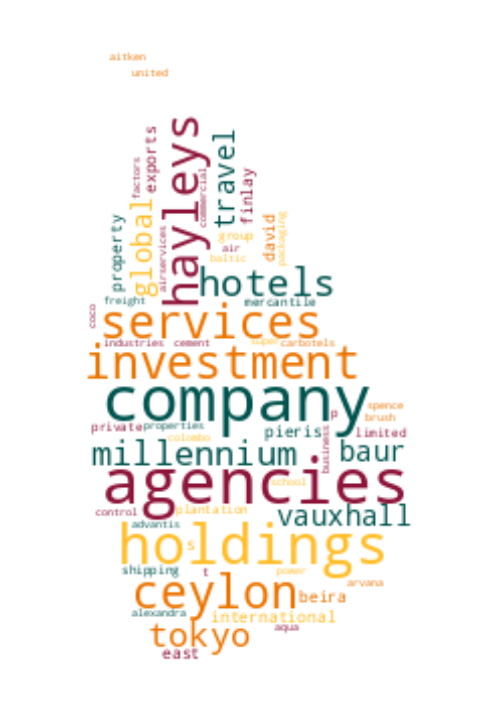 aitken
united
hayleys
travel
exports
factors
commercial
finlay
global
property
airservices
group
air
baltic
david
packaging
hotels
freight
mercantile
coco
services
industries cement
super carbotels
investment
company
spence
brush
p
private properties
pieris
limited
colombo
business
millennium
baur
agencies
school
control
plantation
vauxhall
advantis
holdings
s
shipping
t
power
arvana
ceylon
beira
alexandra
international
tokyo
aqua
east